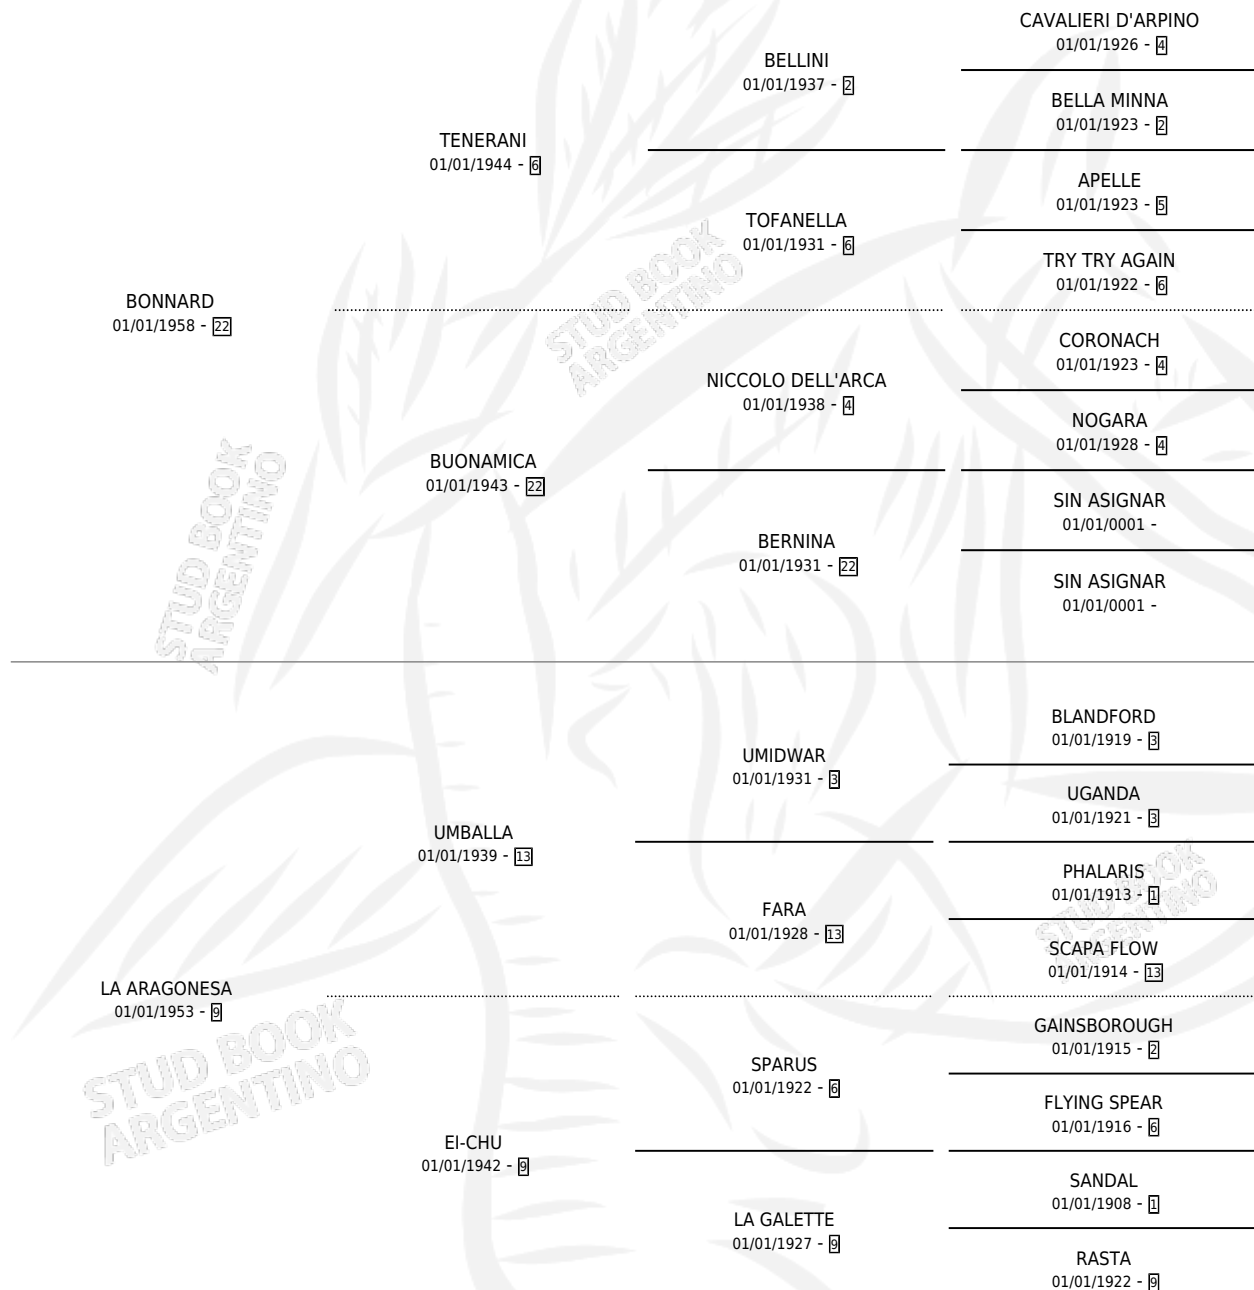 CAVALIERI D'ARPINO
01/01/1926 - 4
BELLINI
01/01/1937 - 2
BELLA MINNA
01/01/1923 - 2
TENERANI
01/01/1944 - 6
APELLE
01/01/1923 - 5
TOFANELLA
01/01/1931 - 6
TRY TRY AGAIN
01/01/1922 - 6
BONNARD
01/01/1958 - 22
STUD BOOK
ARGENTINO
CORONACH
01/01/1923 - 4
NICCOLO DELL'ARCA
01/01/1938 - 4
NOGARA
01/01/1928 - 4
BUONAMICA
01/01/1943 - 22
SIN ASIGNAR
01/01/0001 -
BERNINA
01/01/1931 - 22
SIN ASIGNAR
01/01/0001 -
STUD BOOK
ARGENTINO
BLANDFORD
01/01/1919 - 3
UMIDWAR
01/01/1931 - 3
UGANDA
01/01/1921 - 3
UMBALLA
01/01/1939 - 13
PHALARIS
01/01/1913 - 1
FARA
01/01/1928 - 13
STUD BOOK
ARGENTINO
SCAPA FLOW
01/01/1914 - 13
LA ARAGONESA
01/01/1953 - 9
GAINSBOROUGH
01/01/1915 - 2
STUD BOOK
ARGENTINO
SPARUS
01/01/1922 - 6
FLYING SPEAR
01/01/1916 - 6
EI-CHU
01/01/1942 - 9
SANDAL
01/01/1908 - 1
LA GALETTE
01/01/1927 - 9
RASTA
01/01/1922 - 9